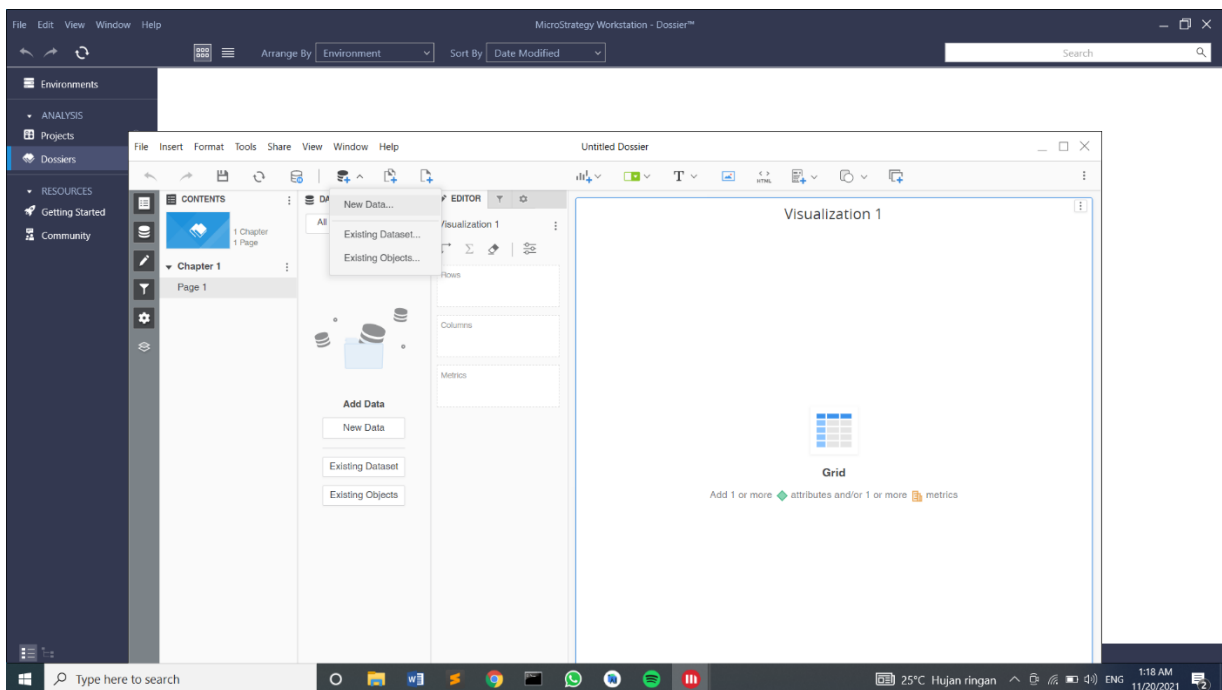 File Edit View Window Help
MicroStrategy Workstation - Dossier™
Arrange By Environment
Sort By Date Modified
Search
Environments
ANALYSIS
Projects
Dossiers
RESOURCES
Getting Started
Community
File Insert Format Tools Share View Window Help
Untitled Dossier
T
HTML
CONTENTS
1 Chapter
1 Page
Chapter 1
Page 1
DA
All
New Data...
Existing Dataset...
Existing Objects...
Add Data
New Data
Existing Dataset
Existing Objects
EDITOR
Visualization 1
Rows
Columns
Metrics
Visualization 1
Grid
Add 1 or more attributes and/or 1 or more metrics
Type here to search
25°C Hujan ringan
ENG
1:18 AM
11/20/2021
2